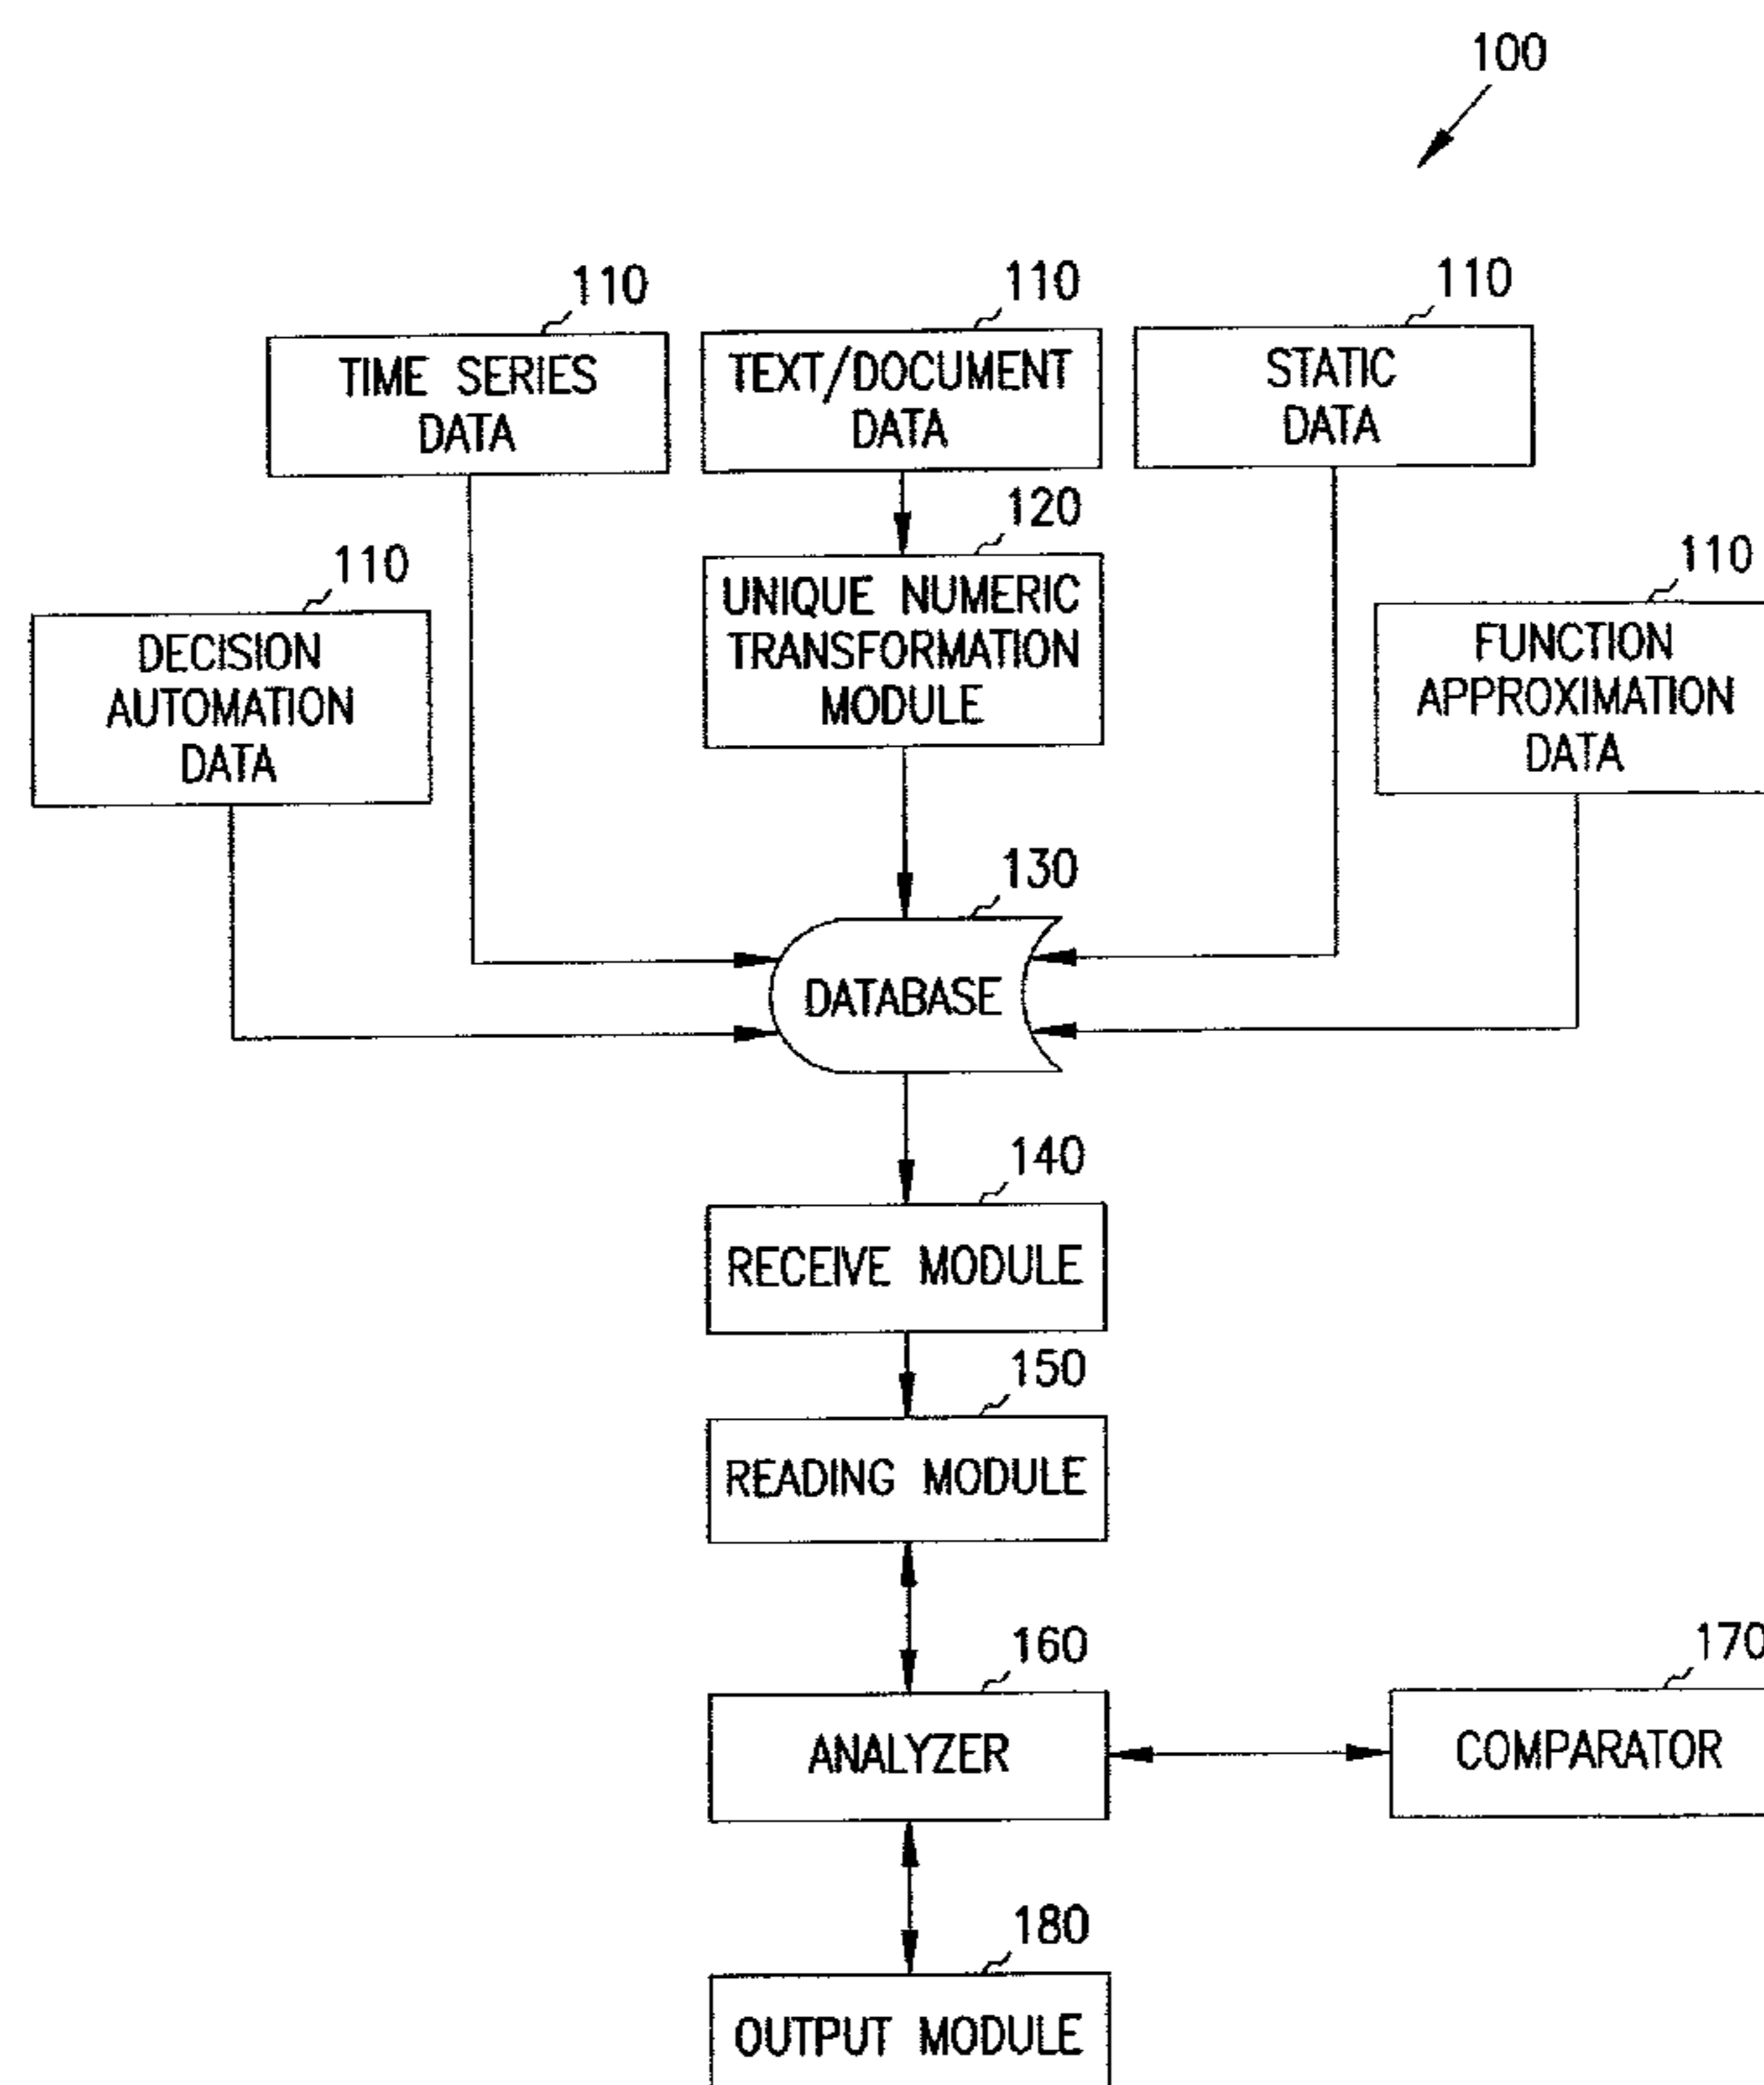 100
110
110
110
TIME SERIES
DATA
TEXT/DOCUMENT
DATA
STATIC
DATA
120
110
110
DECISION
AUTOMATION
DATA
UNIQUE NUMERIC
TRANSFORMATION
MODULE
FUNCTION
APPROXIMATION
DATA
130
DATABASE
140
RECEIVE MODULE
150
READING MODULE
160
170
ANALYZER
COMPARATOR
180
OUTPUT MODULE